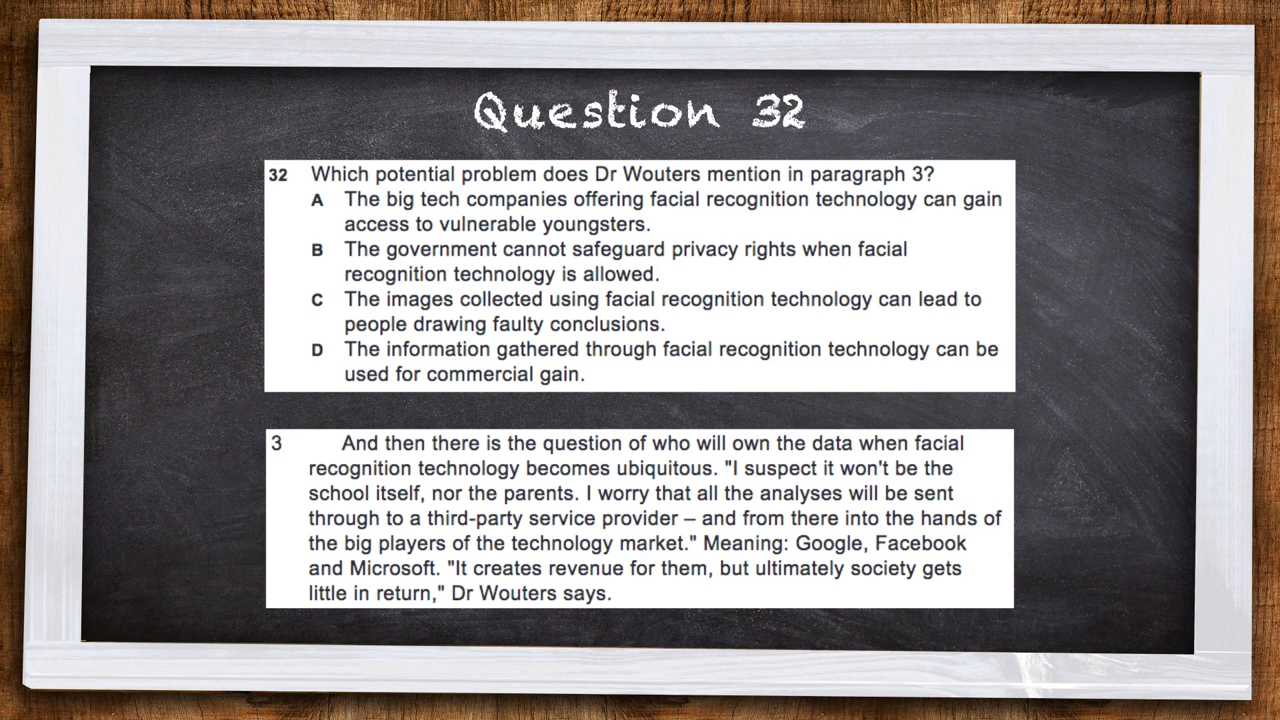 Question 32
32 Which potential problem does Dr Wouters mention in paragraph 3?
A The big tech companies offering facial recognition technology can gain
access to vulnerable youngsters.
B The government cannot safeguard privacy rights when facial
recognition technology is allowed.
C The images collected using facial recognition technology can lead to
people drawing faulty conclusions.
D The information gathered through facial recognition technology can be
used for commercial gain.
3 And then there is the question of who will own the data when facial
recognition technology becomes ubiquitous. "I suspect it won't be the
school itself, nor the parents. I worry that all the analyses will be sent
through to a third-party service provider – and from there into the hands of
the big players of the technology market." Meaning: Google, Facebook
and Microsoft. "It creates revenue for them, but ultimately society gets
little in return," Dr Wouters says.